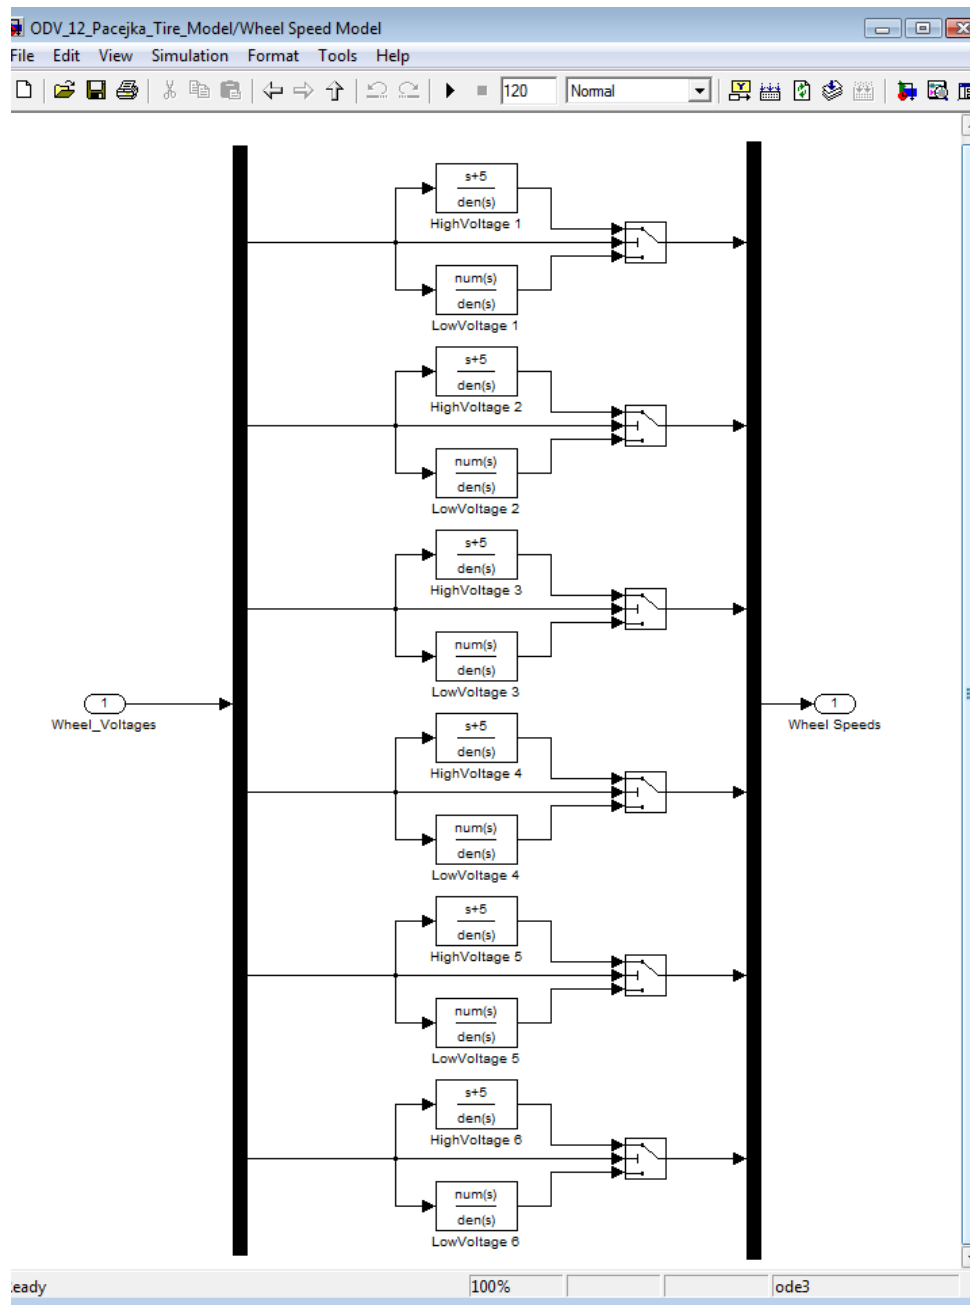 ODV_12_Pacejka_Tire_Model/Wheel Speed Model
File Edit View Simulation Format Tools Help
120 Normal
s+5
den(s)
HighVoltage 1
num(s)
den(s)
LowVoltage 1
s+5
den(s)
HighVoltage 2
num(s)
den(s)
LowVoltage 2
s+5
den(s)
HighVoltage 3
num(s)
den(s)
LowVoltage 3
1
Wheel_Voltages
1
Wheel Speeds
s+5
den(s)
HighVoltage 4
num(s)
den(s)
LowVoltage 4
s+5
den(s)
HighVoltage 5
num(s)
den(s)
LowVoltage 5
s+5
den(s)
HighVoltage 6
num(s)
den(s)
LowVoltage 6
eady 100% ode3